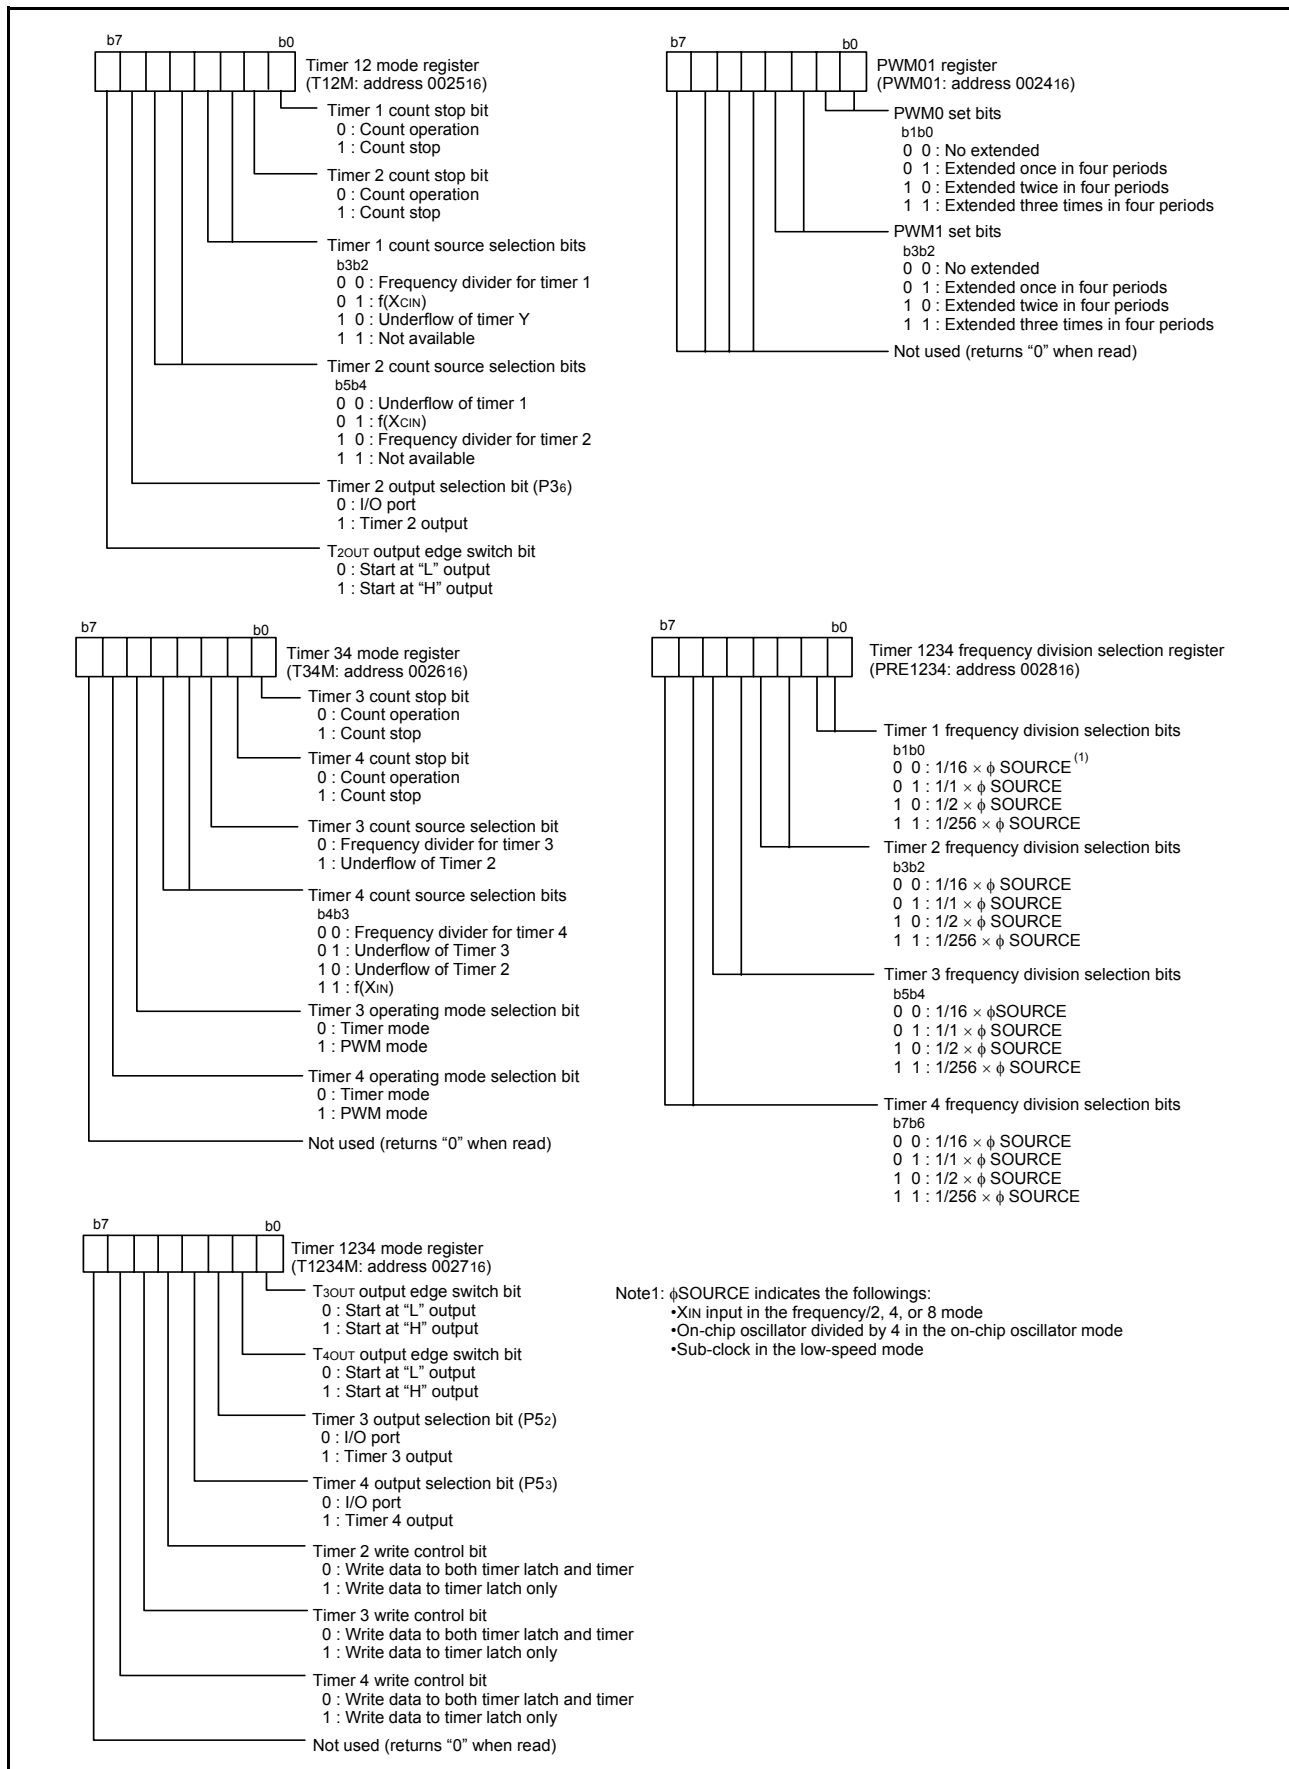 b7 b0
Timer 12 mode register
(T12M: address 002516)
Timer 1 count stop bit
0 : Count operation
1 : Count stop
Timer 2 count stop bit
0 : Count operation
1 : Count stop
Timer 1 count source selection bits
b3b2
0 0 : Frequency divider for timer 1
0 1 : f(XCIN)
1 0 : Underflow of timer Y
1 1 : Not available
Timer 2 count source selection bits
b5b4
0 0 : Underflow of timer 1
0 1 : f(XCIN)
1 0 : Frequency divider for timer 2
1 1 : Not available
Timer 2 output selection bit (P36)
0 : I/O port
1 : Timer 2 output
T2OUT output edge switch bit
0 : Start at “L” output
1 : Start at “H” output
b7 b0
PWM01 register
(PWM01: address 002416)
PWM0 set bits
b1b0
0 0 : No extended
0 1 : Extended once in four periods
1 0 : Extended twice in four periods
1 1 : Extended three times in four periods
PWM1 set bits
b3b2
0 0 : No extended
0 1 : Extended once in four periods
1 0 : Extended twice in four periods
1 1 : Extended three times in four periods
Not used (returns “0” when read)
b7 b0
Timer 34 mode register
(T34M: address 002616)
Timer 3 count stop bit
0 : Count operation
1 : Count stop
Timer 4 count stop bit
0 : Count operation
1 : Count stop
Timer 3 count source selection bit
0 : Frequency divider for timer 3
1 : Underflow of Timer 2
Timer 4 count source selection bits
b4b3
0 0 : Frequency divider for timer 4
0 1 : Underflow of Timer 3
1 0 : Underflow of Timer 2
1 1 : f(XIN)
Timer 3 operating mode selection bit
0 : Timer mode
1 : PWM mode
Timer 4 operating mode selection bit
0 : Timer mode
1 : PWM mode
Not used (returns “0” when read)
b7 b0
Timer 1234 frequency division selection register
(PRE1234: address 002816)
Timer 1 frequency division selection bits
b1b0
0 0 : 1/16 × φ SOURCE (1)
0 1 : 1/1 × φ SOURCE
1 0 : 1/2 × φ SOURCE
1 1 : 1/256 × φ SOURCE
Timer 2 frequency division selection bits
b3b2
0 0 : 1/16 × φ SOURCE
0 1 : 1/1 × φ SOURCE
1 0 : 1/2 × φ SOURCE
1 1 : 1/256 × φ SOURCE
Timer 3 frequency division selection bits
b5b4
0 0 : 1/16 × φSOURCE
0 1 : 1/1 × φ SOURCE
1 0 : 1/2 × φ SOURCE
1 1 : 1/256 × φ SOURCE
Timer 4 frequency division selection bits
b7b6
0 0 : 1/16 × φ SOURCE
0 1 : 1/1 × φ SOURCE
1 0 : 1/2 × φ SOURCE
1 1 : 1/256 × φ SOURCE
b7 b0
Timer 1234 mode register
(T1234M: address 002716)
T3OUT output edge switch bit
0 : Start at “L” output
1 : Start at “H” output
T4OUT output edge switch bit
0 : Start at “L” output
1 : Start at “H” output
Timer 3 output selection bit (P52)
0 : I/O port
1 : Timer 3 output
Timer 4 output selection bit (P53)
0 : I/O port
1 : Timer 4 output
Timer 2 write control bit
0 : Write data to both timer latch and timer
1 : Write data to timer latch only
Timer 3 write control bit
0 : Write data to both timer latch and timer
1 : Write data to timer latch only
Timer 4 write control bit
0 : Write data to both timer latch and timer
1 : Write data to timer latch only
Not used (returns “0” when read)
Note1: φSOURCE indicates the followings:
•XIN input in the frequency/2, 4, or 8 mode
•On-chip oscillator divided by 4 in the on-chip oscillator mode
•Sub-clock in the low-speed mode